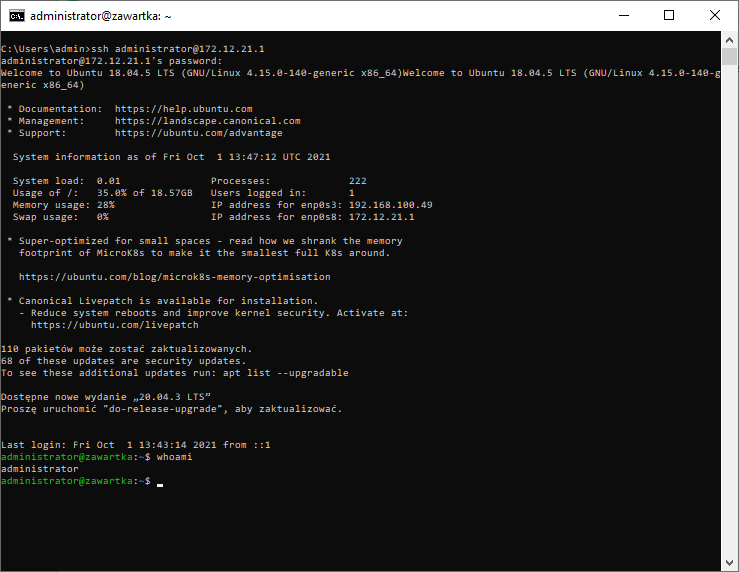 administrator@zawartka: ~
C:\Users\admin>ssh administrator@172.12.21.1
administrator@172.12.21.1's password:
Welcome to Ubuntu 18.04.5 LTS (GNU/Linux 4.15.0-140-generic x86_64)Welcome to Ubuntu 18.04.5 LTS (GNU/Linux 4.15.0-140-g
eneric x86_64)
 * Documentation:  https://help.ubuntu.com
 * Management:     https://landscape.canonical.com
 * Support:        https://ubuntu.com/advantage
  System information as of Fri Oct  1 13:47:12 UTC 2021
  System load:  0.01               Processes:             222
  Usage of /:   35.0% of 18.57GB   Users logged in:       1
  Memory usage: 28%                IP address for enp0s3: 192.168.100.49
  Swap usage:   0%                 IP address for enp0s8: 172.12.21.1
 * Super-optimized for small spaces - read how we shrank the memory
   footprint of MicroK8s to make it the smallest full K8s around.
   https://ubuntu.com/blog/microk8s-memory-optimisation
 * Canonical Livepatch is available for installation.
   - Reduce system reboots and improve kernel security. Activate at:
     https://ubuntu.com/livepatch
110 pakietów może zostać zaktualizowanych.
68 of these updates are security updates.
To see these additional updates run: apt list --upgradable
Dostępne nowe wydanie „20.04.3 LTS”
Proszę uruchomić "do-release-upgrade", aby zaktualizować.
Last login: Fri Oct  1 13:43:14 2021 from ::1
administrator@zawartka:~$ whoami
administrator
administrator@zawartka:~$